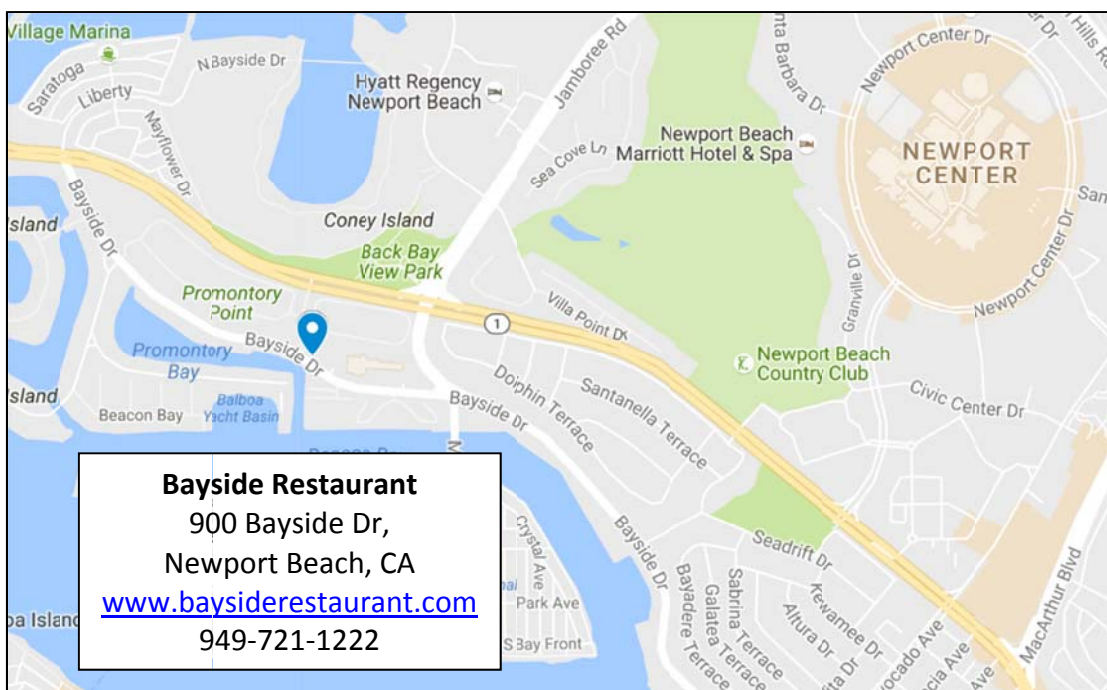 Village Marina
Saratoga
Liberty
N Bayside Dr
Mayflower Dr
Hyatt Regency
Newport Beach
Jamboree Rd
Sea Cove Ln
Newport Beach
Marriott Hotel & Spa
Newport Center Dr
NEWPORT
CENTER
Newport Center Dr
Granville Dr
Bayside Dr
Island
Coney Island
Back Bay
View Park
Promontory
Point
1
Villa Point Dr
Promontory
Bay
Bayside Dr
Newport Beach
Country Club
Civic Center Dr
Island
Beacon Bay
Balboa
Yacht Basin
Bayside Dr
Dolphin Terrace
Santanella Terrace
Bayside Restaurant
900 Bayside Dr,
Newport Beach, CA
www.baysiderestaurant.com
949-721-1222
Crystal Ave
Park Ave
S Bay Front
Bayside Dr
Seadrift Dr
Bayadere Terrace
Galatea Terrace
Sabrina Terrace
Altura Dr
Kewamee Dr
MacArthur Blvd